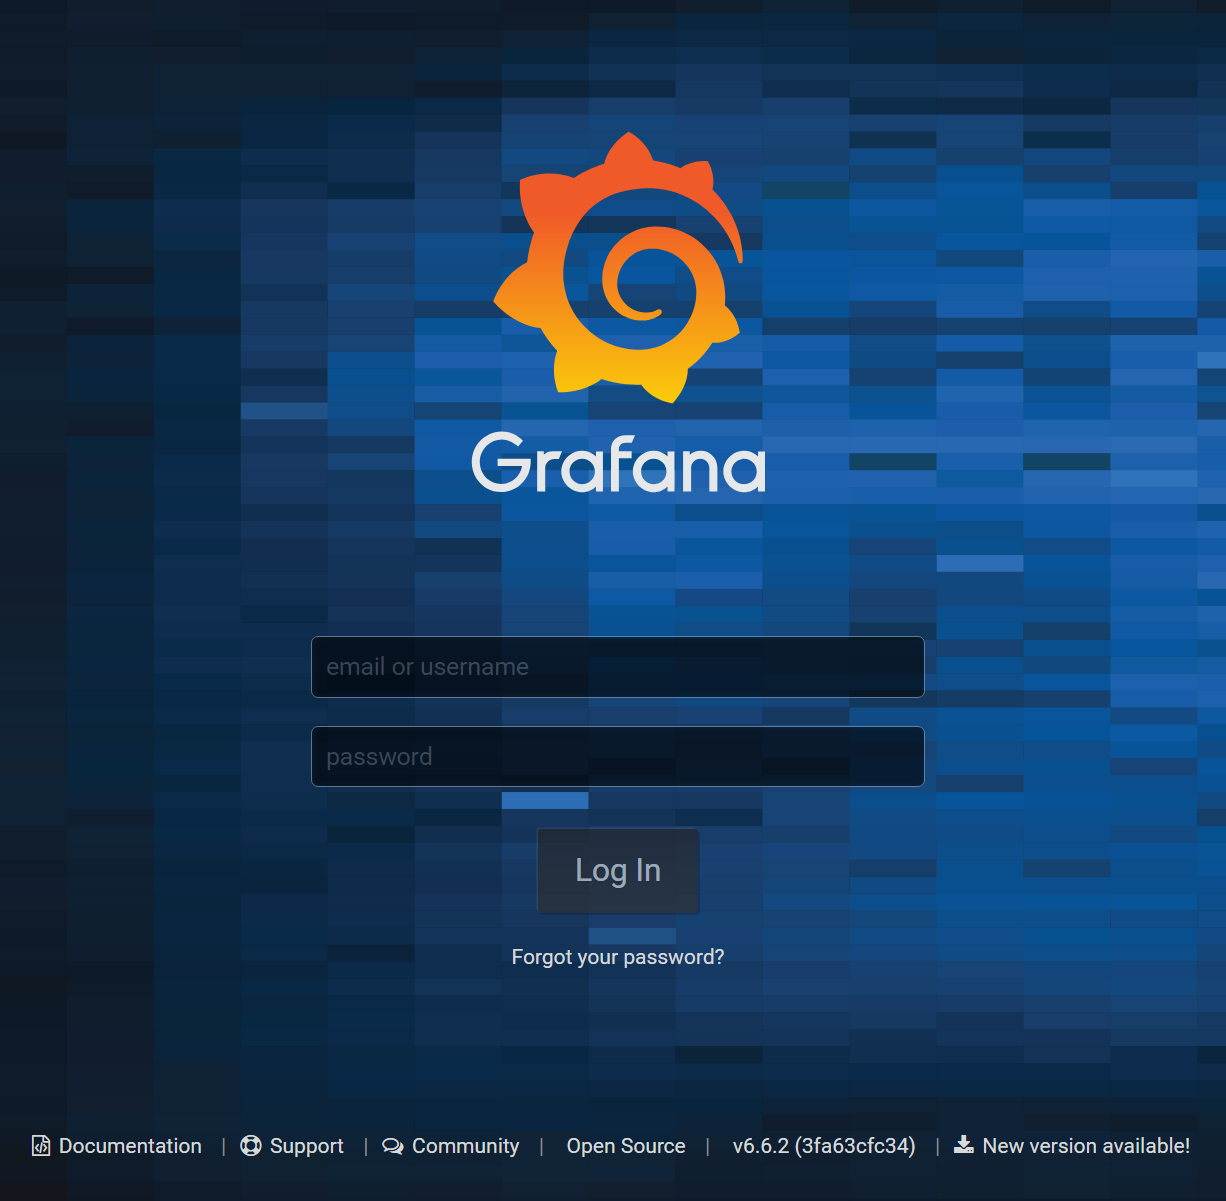 Grafana
email or username
password
Log In
Forgot your password?
Documentation | Support | Community | Open Source | v6.6.2 (3fa63cfc34) | New version available!